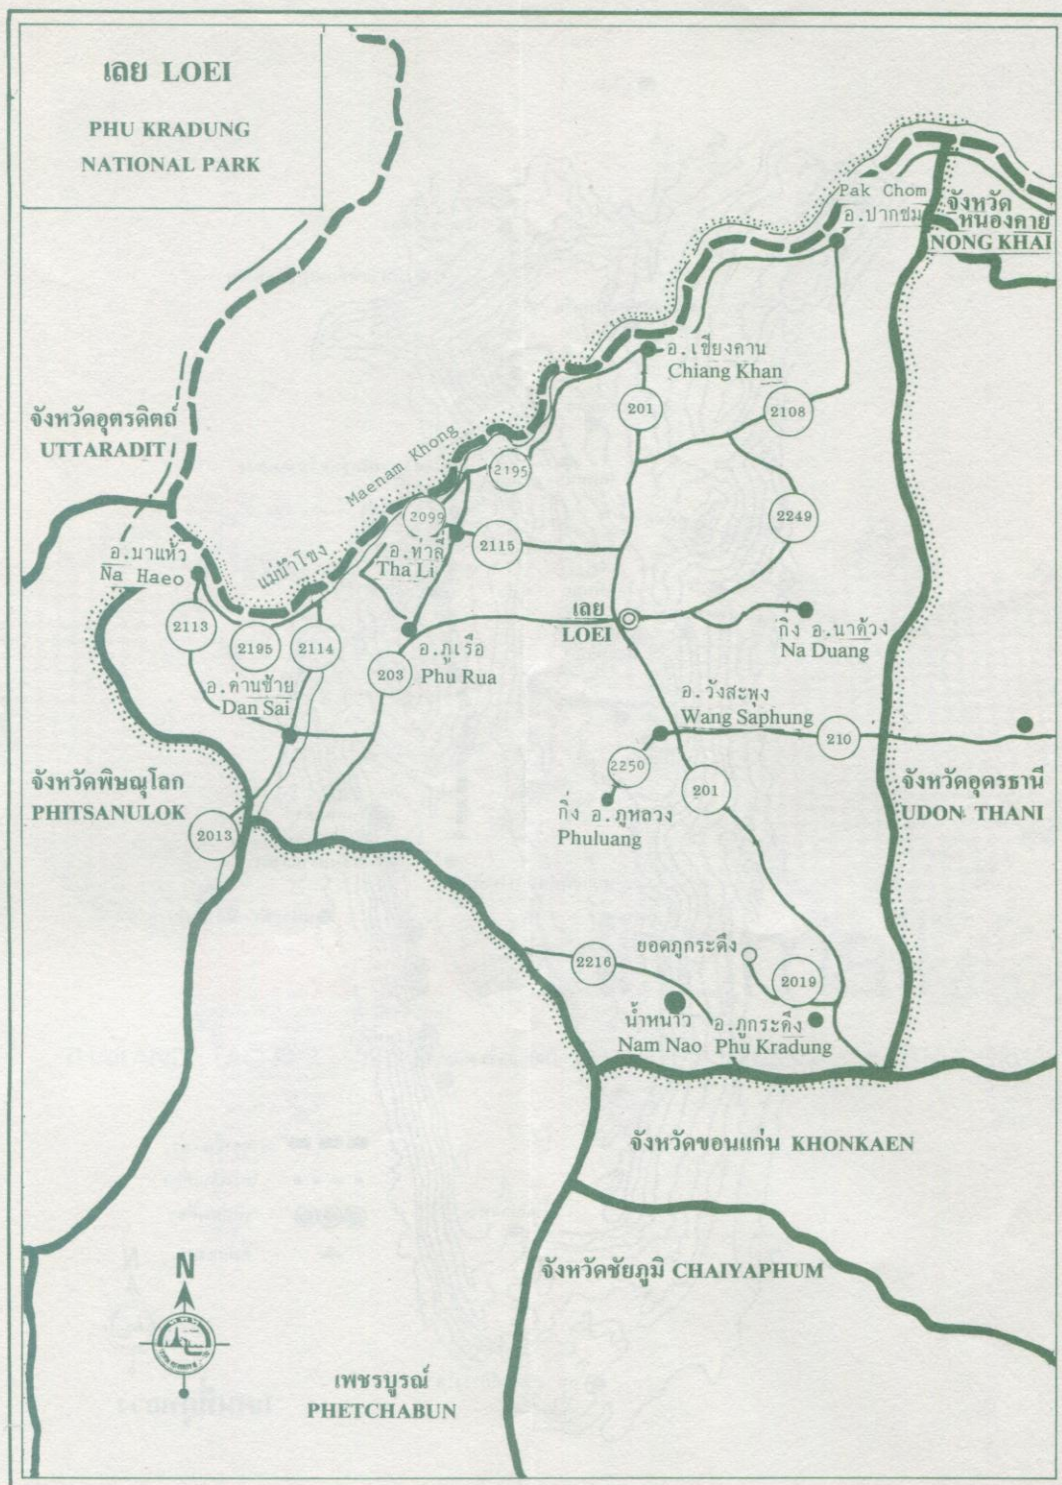 เลย LOEI
PHU KRADUNG
NATIONAL PARK
Pak Chom
อ.ปากชม
จังหวัด
หนองคาย
NONG KHAI
อ.เชียงคาน
Chiang Khan
201
2108
จังหวัดอุตรดิตถ์
UTTARADIT
Maenam Khong
2195
2099
2249
อ.นาแห้ว
Na Haeo
แม่น้ำโขง
อ.ท่าลี่
Tha Li
2115
เลย
LOEI
กิ่ง อ.นาด้วง
Na Duang
2113
2195
2114
203
อ.ภูเรือ
Phu Rua
อ.ด่านซ้าย
Dan Sai
อ.วังสะพุง
Wang Saphung
210
2250
201
จังหวัดพิษณุโลก
PHITSANULOK
จังหวัดอุดรธานี
UDON THANI
กิ่ง อ.ภูหลวง
Phuluang
2013
ยอดภูกระดึง
2216
2019
น้ำหนาว
Nam Nao
อ.ภูกระดึง
Phu Kradung
จังหวัดขอนแก่น KHONKAEN
จังหวัดชัยภูมิ CHAIYAPHUM
N
เพชรบูรณ์
PHETCHABUN